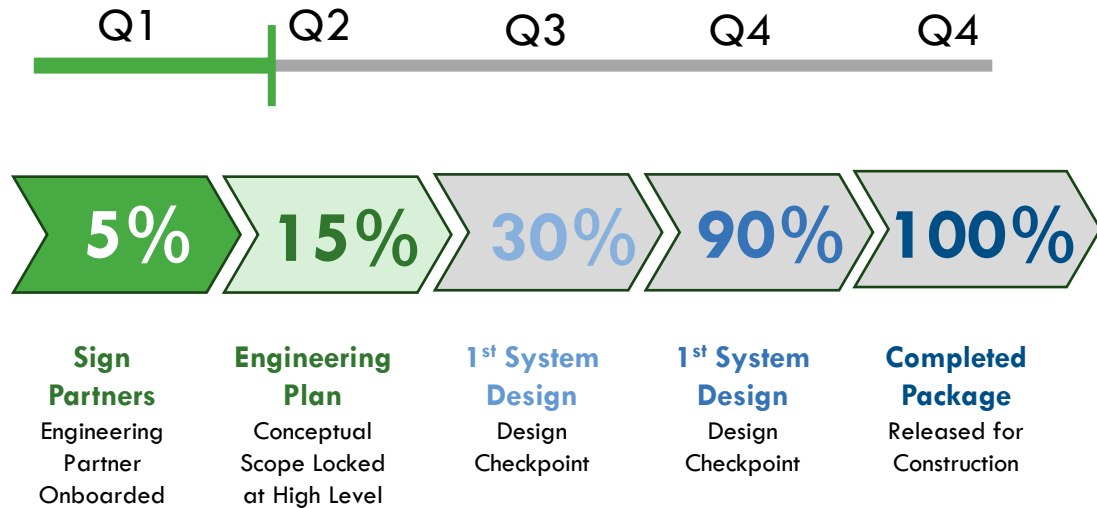 Q1 Q2 Q3 Q4 Q4
5% 15% 30% 90% 100%
Sign
Partners
Engineering
Partner
Onboarded
Engineering
Plan
Conceptual
Scope Locked
at High Level
1st System
Design
Design
Checkpoint
1st System
Design
Design
Checkpoint
Completed
Package
Released for
Construction